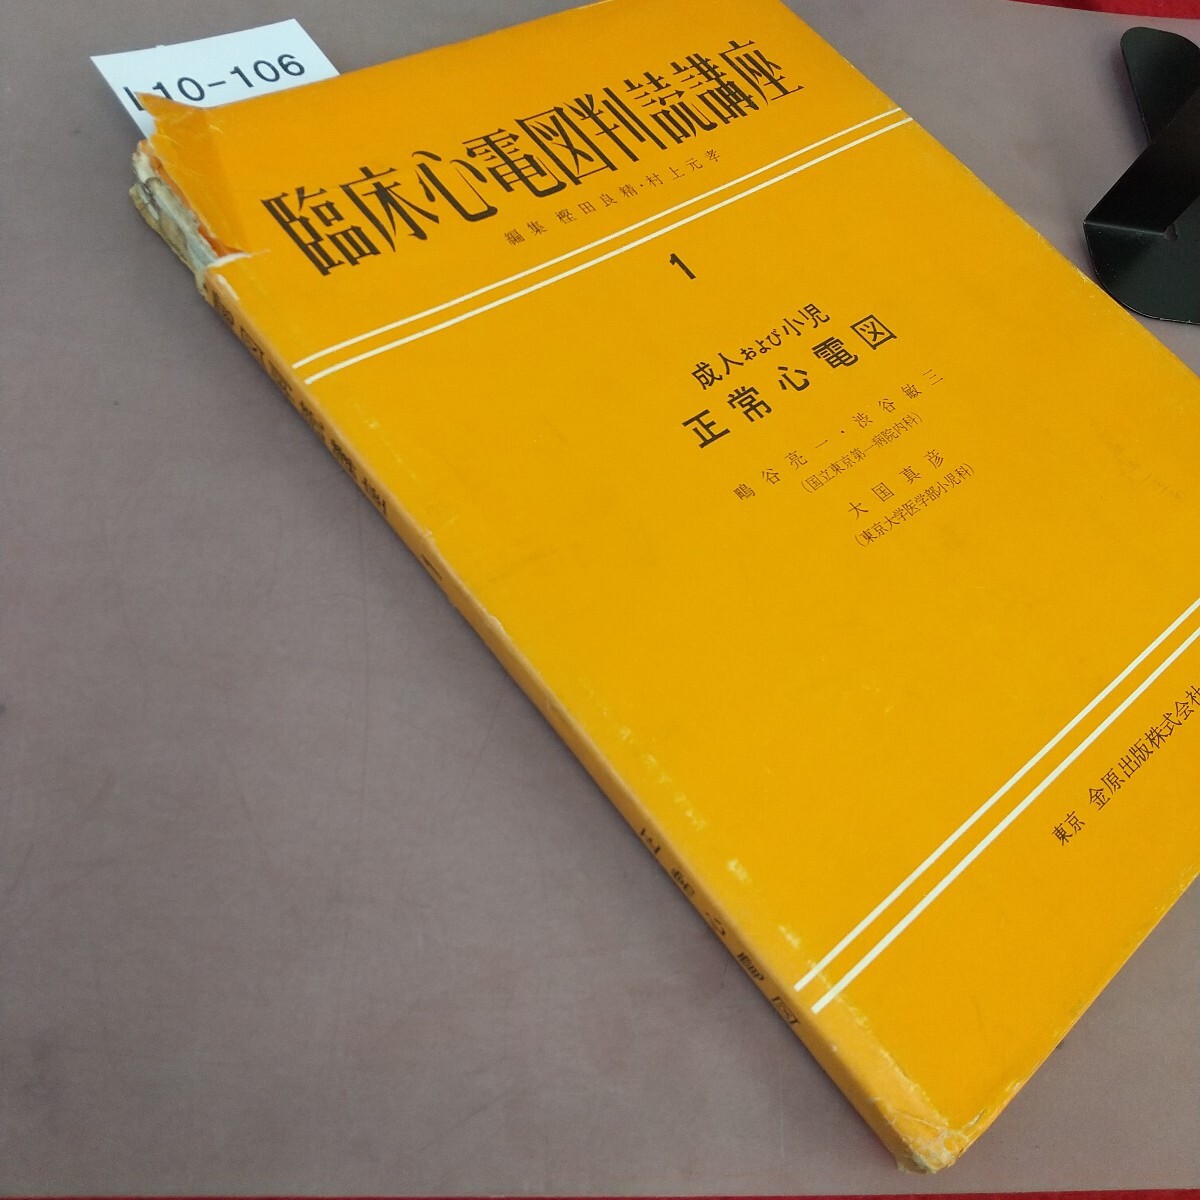 L10-106
臨床心電図判読講座
編集 樫田良精・村上元孝
1
成人および小児
正常心電図
鴫谷亮一・渋谷敏三
(国立東京第一病院内科)
大国真彦
(東京大学医学部小児科)
東京 金原出版株式会社